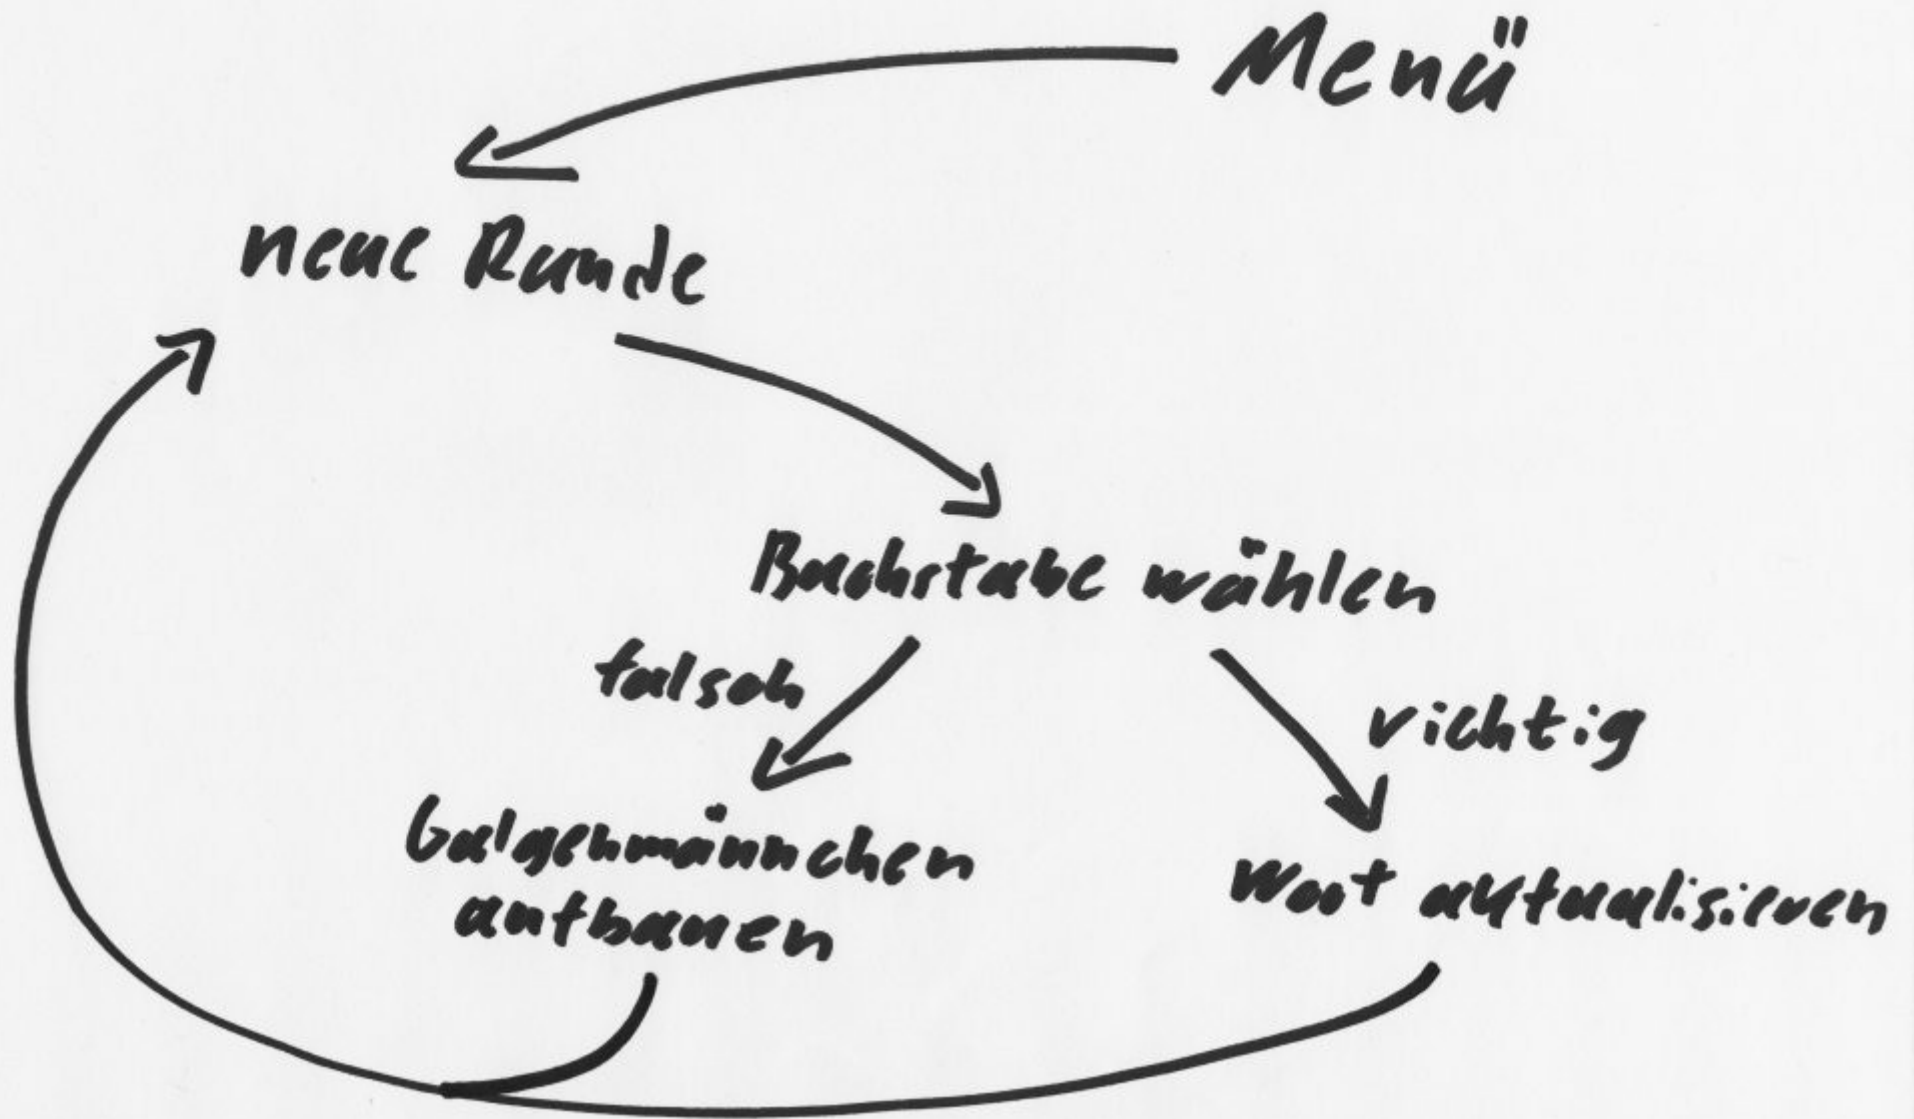 Menü
neue Runde
Buchstabe wählen
falsch
richtig
Galgenmännchen
aufbauen
Wort aktualisieren